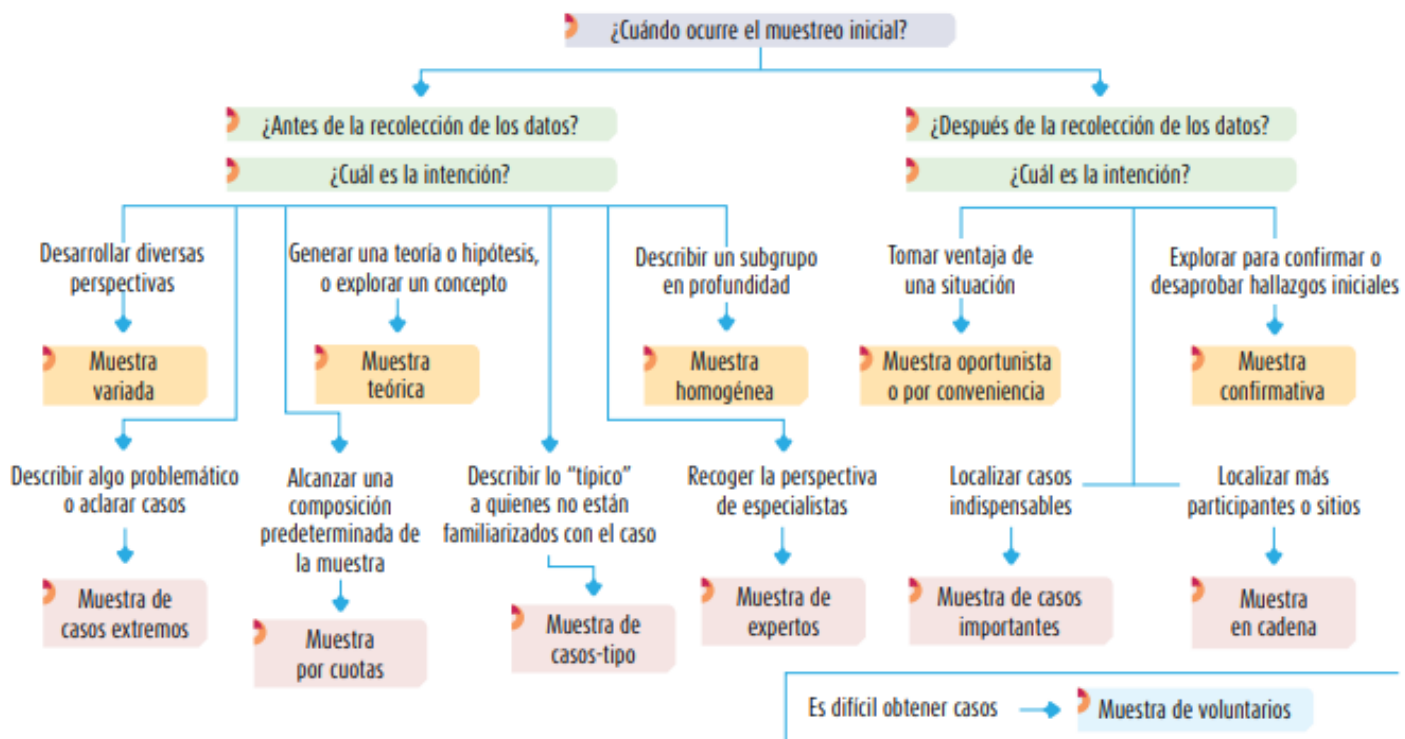 ¿Cuándo ocurre el muestreo inicial?
¿Antes de la recolección de los datos?
¿Cuál es la intención?
¿Después de la recolección de los datos?
¿Cuál es la intención?
Desarrollar diversas
perspectivas
Generar una teoría o hipótesis,
o explorar un concepto
Describir un subgrupo
en profundidad
Tomar ventaja de
una situación
Explorar para confirmar o
desaprobar hallazgos iniciales
Muestra
variada
Muestra
teórica
Muestra
homogénea
Muestra oportunista
o por conveniencia
Muestra
confirmativa
Describir algo problemático
o aclarar casos
Alcanzar una
composición
predeterminada de
la muestra
Describir lo “típico”
a quienes no están
familiarizados con el caso
Recoger la perspectiva
de especialistas
Localizar casos
indispensables
Localizar más
participantes o sitios
Muestra de
casos extremos
Muestra
por cuotas
Muestra de
casos-tipo
Muestra de
expertos
Muestra de casos
importantes
Muestra
en cadena
Es difícil obtener casos
Muestra de voluntarios